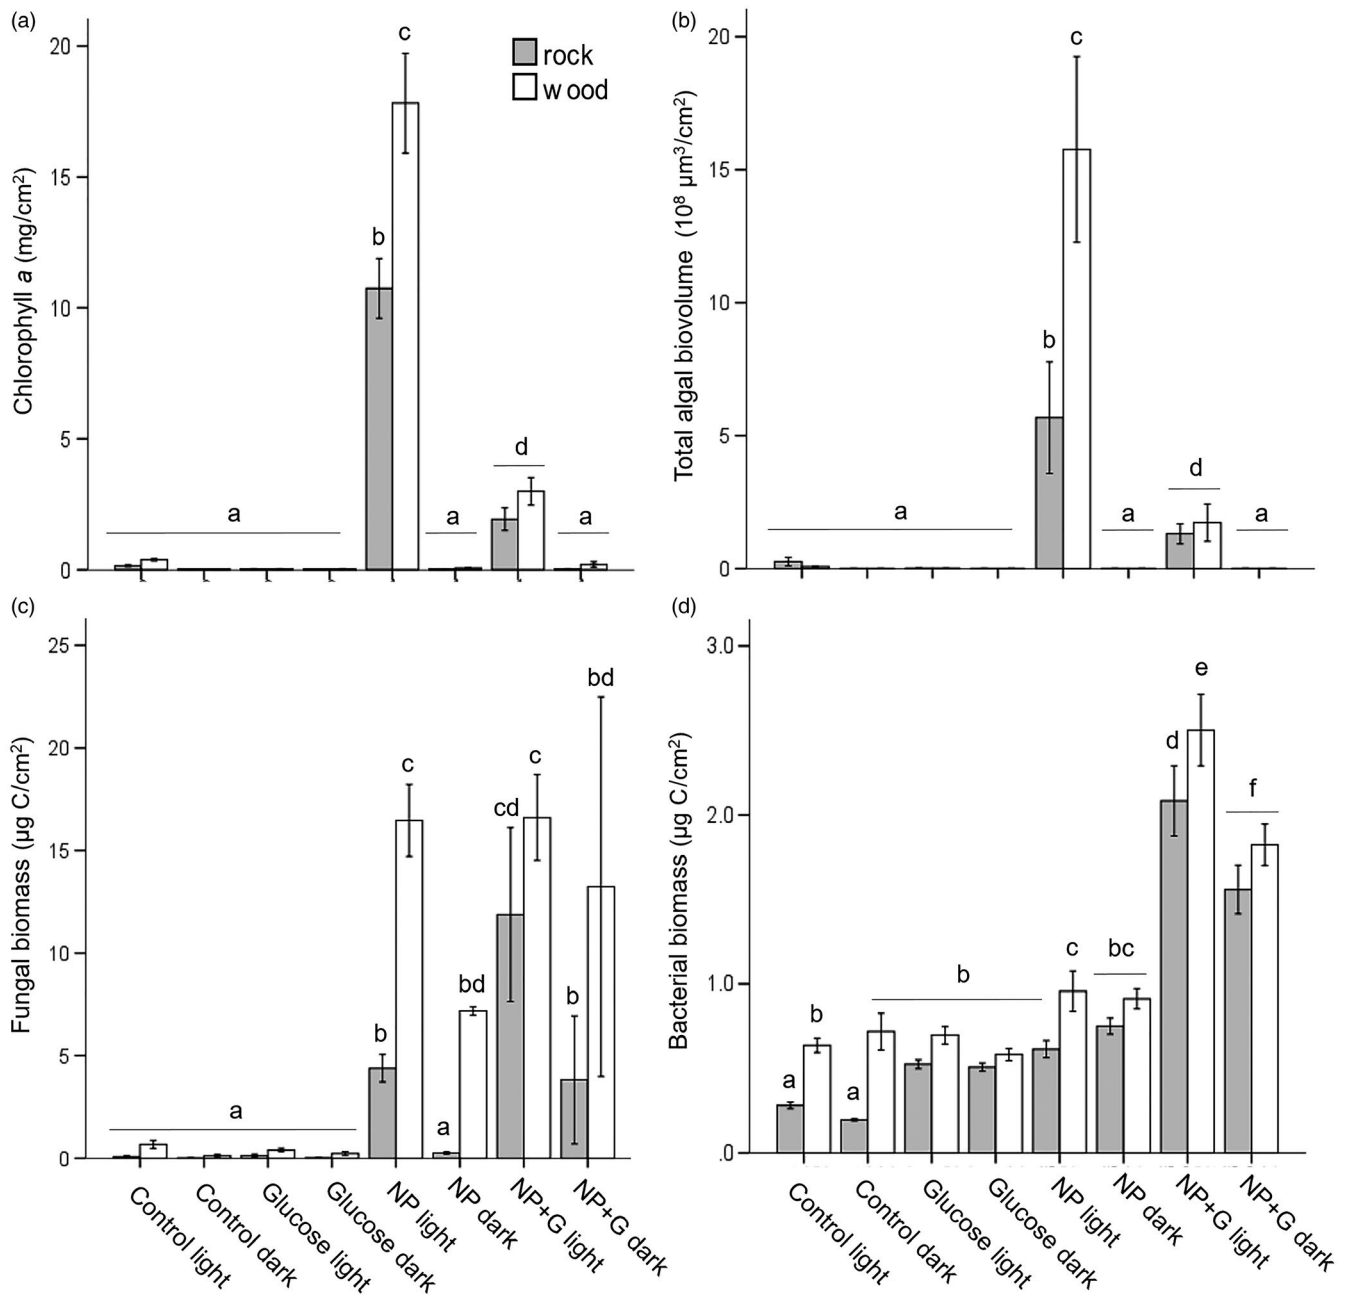 (a)
20
15
10
5
0
Chlorophyll a (mg/cm²)
rock
w ood
a
b
c
a
d
a
(b)
20
15
10
5
0
Total algal biovolume (10⁸ µm³/cm²)
a
b
c
a
d
a
(c)
25
20
15
10
5
0
Fungal biomass (µg C/cm²)
a
b
c
a
bd
cd
c
b
bd
Control light
Control dark
Glucose light
Glucose dark
NP light
NP dark
NP+G light
NP+G dark
(d)
3.0
2.0
1.0
.0
Bacterial biomass (µg C/cm²)
a
b
a
b
c
bc
d
e
f
Control light
Control dark
Glucose light
Glucose dark
NP light
NP dark
NP+G light
NP+G dark